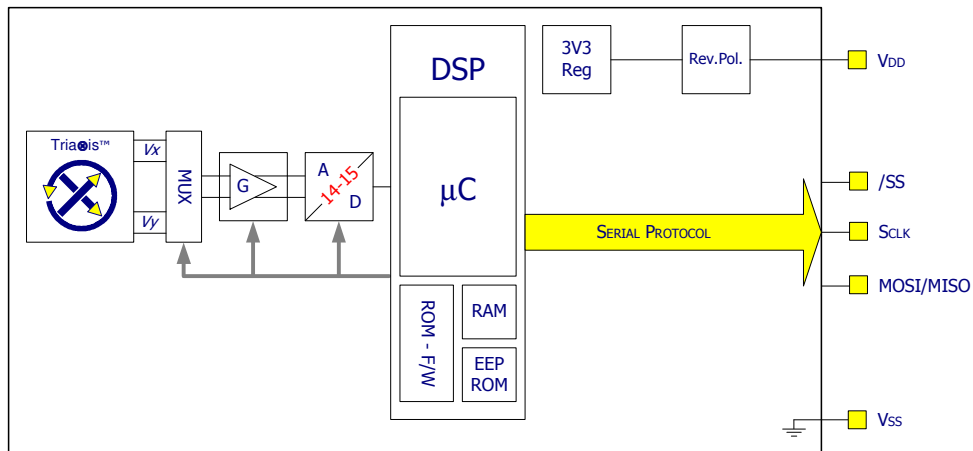 Triaxis™
Vx
Vy
MUX
G
A
14-15
D
DSP
μC
ROM - F/W
RAM
EEP
ROM
3V3
Reg
Rev.Pol.
SERIAL PROTOCOL
VDD
/SS
SCLK
MOSI/MISO
VSS